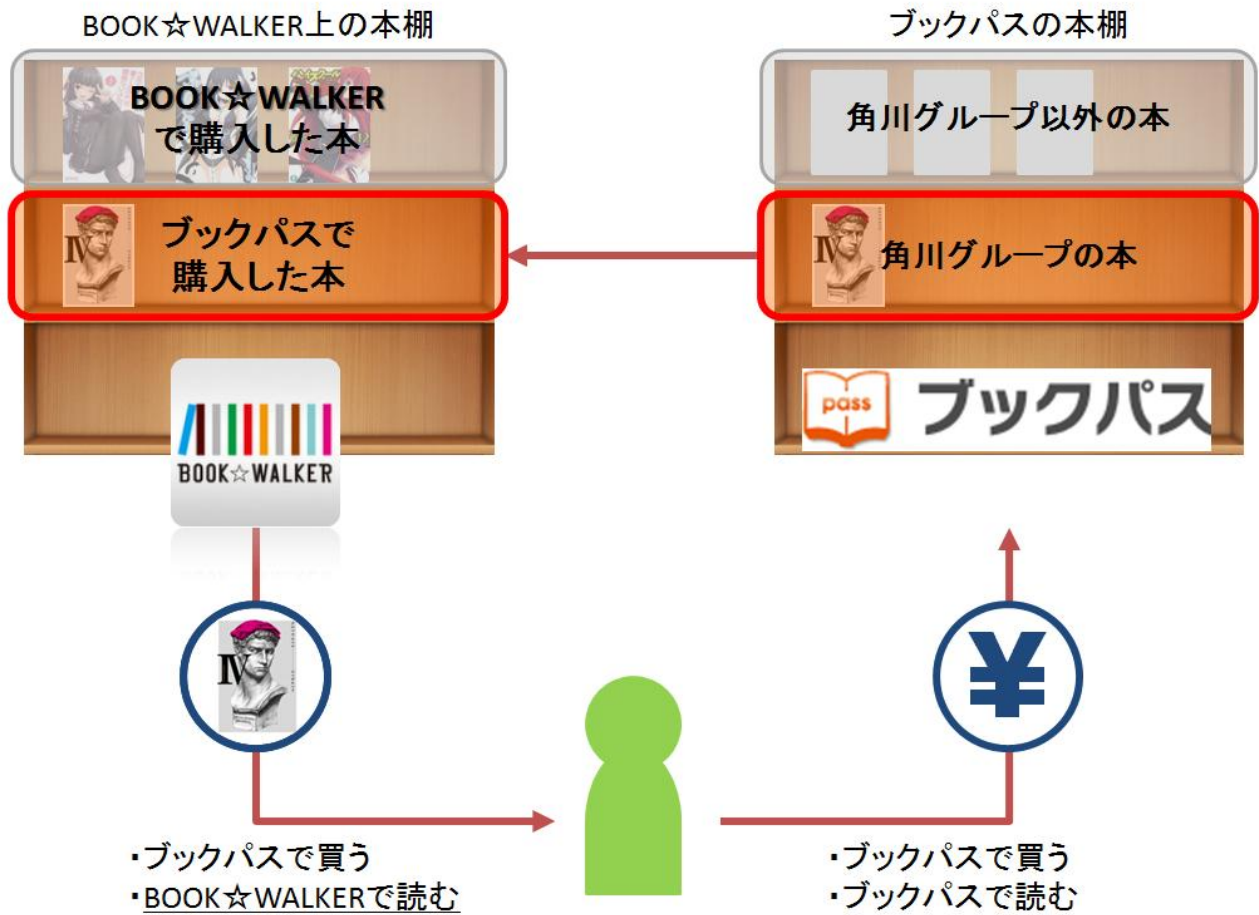 BOOK☆WALKER上の本棚
ブックパスの本棚
BOOK☆WALKER
で購入した本
角川グループ以外の本
ブックパスで
購入した本
角川グループの本
IV
IV
BOOK☆WALKER
pass
ブックパス
IV
¥
・ブックパスで買う
・BOOK☆WALKERで読む
・ブックパスで買う
・ブックパスで読む